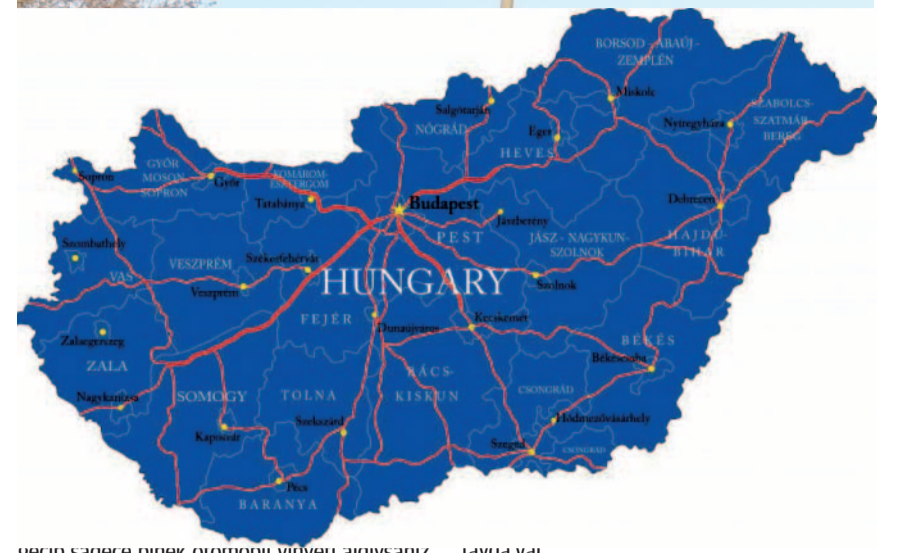 BORSOD - ABAÚJ -
ZEMPLÉN
Miskolc
Salgótarján
NÓGRÁD
Eger
HEVES
Nyíregyháza
SZABOLCS-
SZATMÁR-
BEREG
GYŐR
MOSON
SOPRON
Sopron
Győr
KOMÁROM-
ESZTERGOM
Tatabánya
Budapest
Jászberény
Debrecen
PEST
JÁSZ - NAGYKUN-
SZOLNOK
HAJDÚ-
BIHAR
Szombathely
VAS
VESZPRÉM
Székesfehérvár
Veszprém
HUNGARY
Szolnok
FEJÉR
Dunaújváros
Kecskemét
Zalaegerszeg
ZALA
BÉKÉS
Békéscsaba
Nagykanizsa
SOMOGY
TOLNA
BÁCS-
KISKUN
CSONGRÁD
Kaposvár
Szekszárd
Hódmezővásárhely
Szeged
CSONGRÁD
Pécs
BARANYA